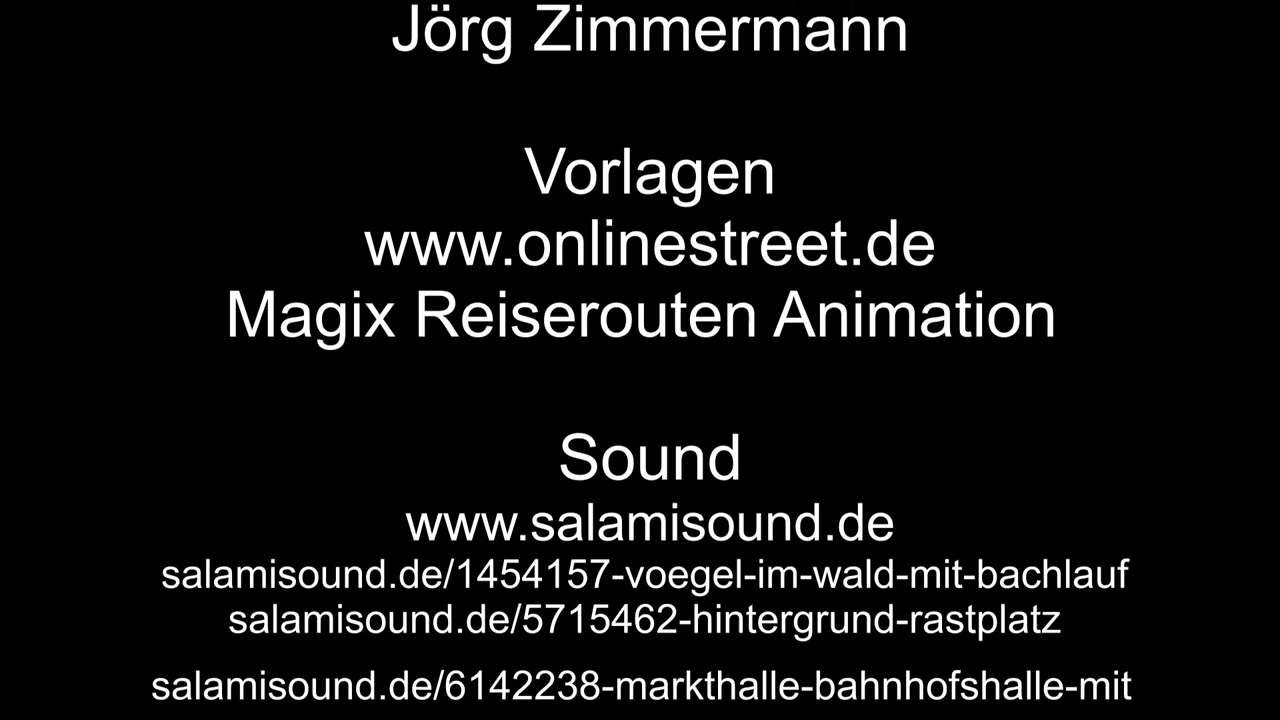 Jörg Zimmermann
Vorlagen
www.onlinestreet.de
Magix Reiserouten Animation
Sound
www.salamisound.de
salamisound.de/1454157-voegel-im-wald-mit-bachlauf
salamisound.de/5715462-hintergrund-rastplatz
salamisound.de/6142238-markthalle-bahnhofshalle-mit